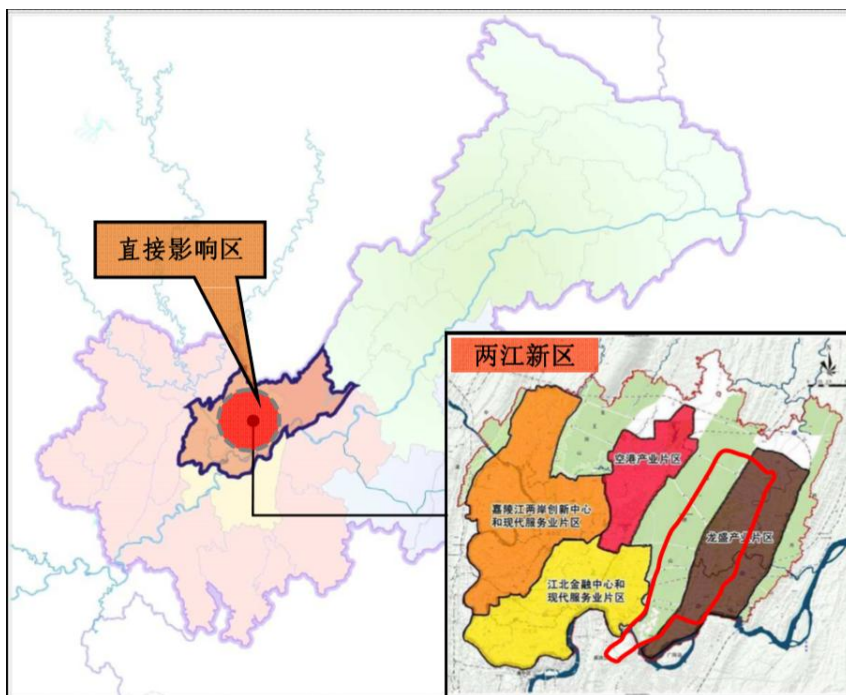 直接影响区
两江新区
空港产业片区
嘉陵江两岸创新中心
和现代服务业片区
龙盛产业片区
江北金融中心和
现代服务业片区